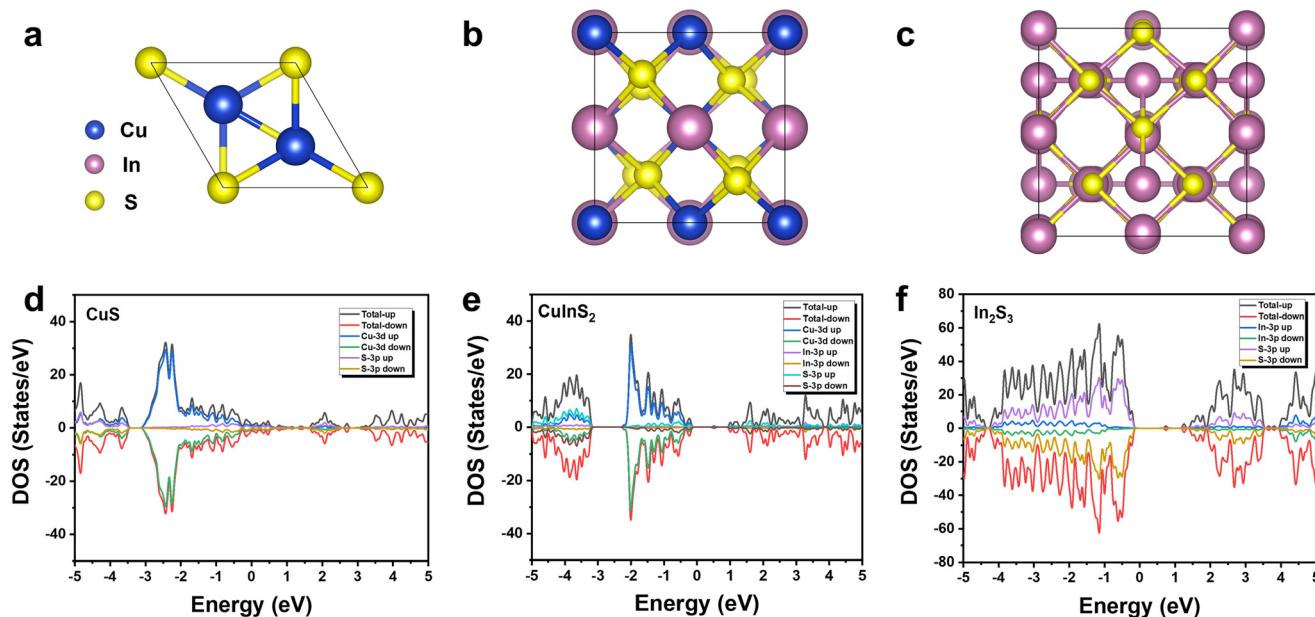 a
b
c
Cu
In
S
d
CuS
Total-up
Total-down
Cu-3d up
Cu-3d down
S-3p up
S-3p down
40
20
0
-20
-40
DOS (States/eV)
-5 -4 -3 -2 -1 0 1 2 3 4 5
Energy (eV)
e
CuInS2
Total-up
Total-down
Cu-3d up
Cu-3d down
In-3p up
In-3p down
S-3p up
S-3p down
40
20
0
-20
-40
DOS (States/eV)
-5 -4 -3 -2 -1 0 1 2 3 4 5
Energy (eV)
f
In2S3
Total-up
Total-down
In-3p up
In-3p down
S-3p up
S-3p down
80
60
40
20
0
-20
-40
-60
-80
DOS (States/eV)
-5 -4 -3 -2 -1 0 1 2 3 4 5
Energy (eV)